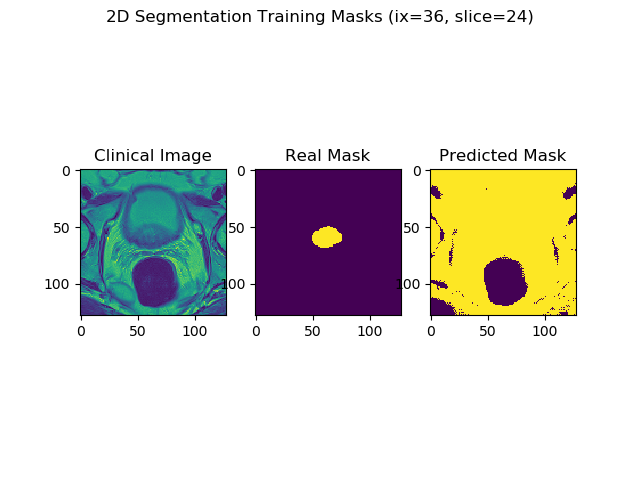 2D Segmentation Training Masks (ix=36, slice=24)
Clinical Image Real Mask Predicted Mask
0 0 0
50 50 50
100 100 100
0 50 100 0 50 100 0 50 100